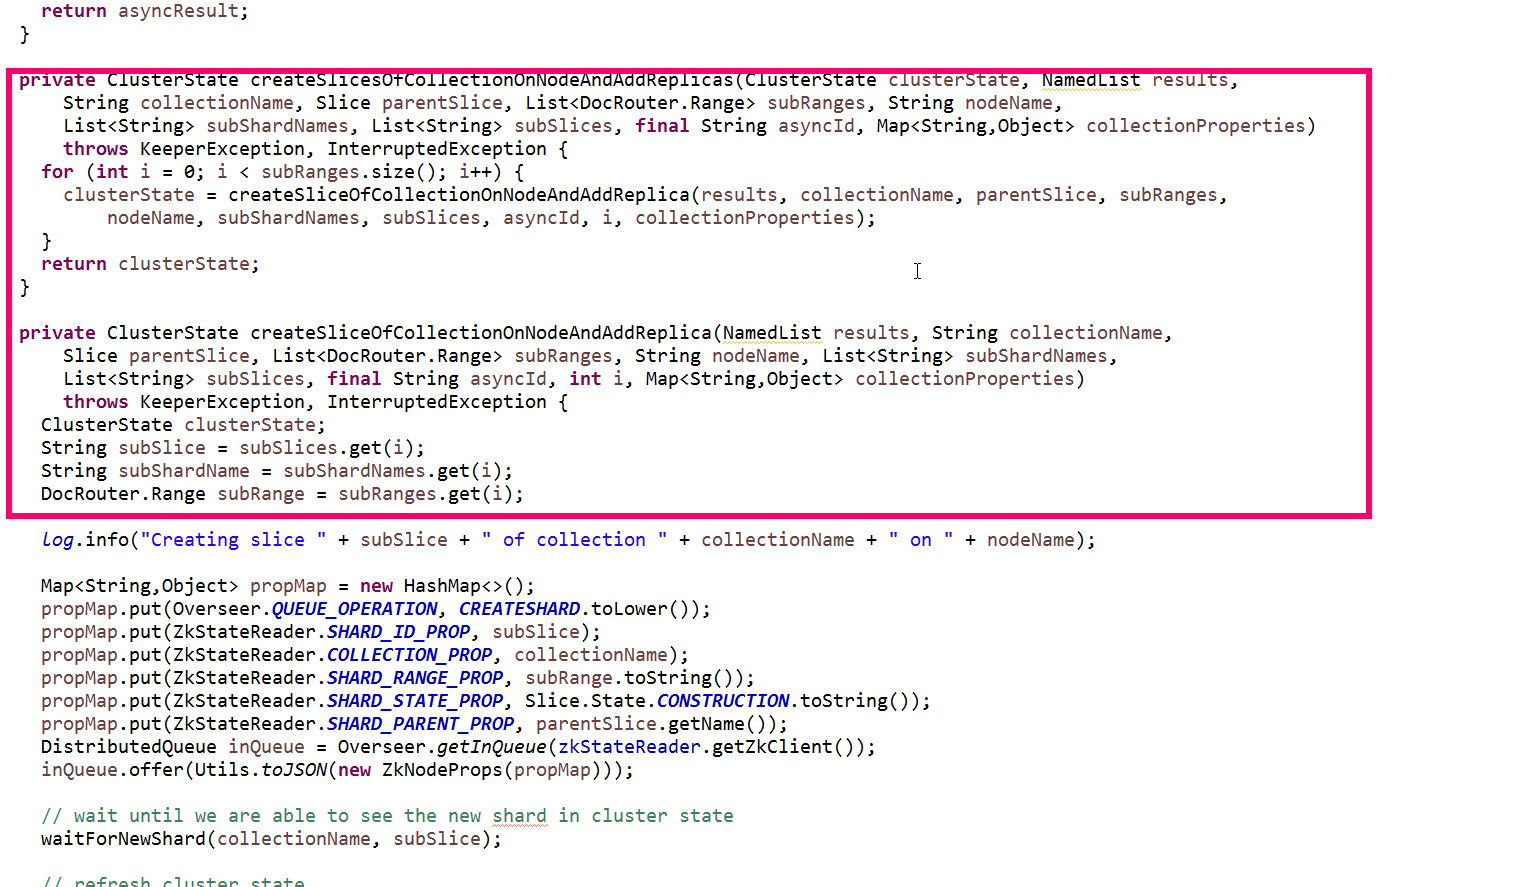 return asyncResult;
}
private ClusterState createSlicesOfCollectionOnNodeAndAddReplicas(ClusterState clusterState, NamedList results,
String collectionName, Slice parentSlice, List<DocRouter.Range> subRanges, String nodeName,
List<String> subShardNames, List<String> subSlices, final String asyncId, Map<String,Object> collectionProperties)
throws KeeperException, InterruptedException {
for (int i = 0; i < subRanges.size(); i++) {
clusterState = createSliceOfCollectionOnNodeAndAddReplica(results, collectionName, parentSlice, subRanges,
nodeName, subShardNames, subSlices, asyncId, i, collectionProperties);
}
return clusterState;
}
private ClusterState createSliceOfCollectionOnNodeAndAddReplica(NamedList results, String collectionName,
Slice parentSlice, List<DocRouter.Range> subRanges, String nodeName, List<String> subShardNames,
List<String> subSlices, final String asyncId, int i, Map<String,Object> collectionProperties)
throws KeeperException, InterruptedException {
ClusterState clusterState;
String subSlice = subSlices.get(i);
String subShardName = subShardNames.get(i);
DocRouter.Range subRange = subRanges.get(i);
log.info("Creating slice " + subSlice + " of collection " + collectionName + " on " + nodeName);
Map<String,Object> propMap = new HashMap<>();
propMap.put(Overseer.QUEUE_OPERATION, CREATESHARD.toLower());
propMap.put(ZkStateReader.SHARD_ID_PROP, subSlice);
propMap.put(ZkStateReader.COLLECTION_PROP, collectionName);
propMap.put(ZkStateReader.SHARD_RANGE_PROP, subRange.toString());
propMap.put(ZkStateReader.SHARD_STATE_PROP, Slice.State.CONSTRUCTION.toString());
propMap.put(ZkStateReader.SHARD_PARENT_PROP, parentSlice.getName());
DistributedQueue inQueue = Overseer.getInQueue(zkStateReader.getZkClient());
inQueue.offer(Utils.toJSON(new ZkNodeProps(propMap)));
// wait until we are able to see the new shard in cluster state
waitForNewShard(collectionName, subSlice);
// refresh cluster state